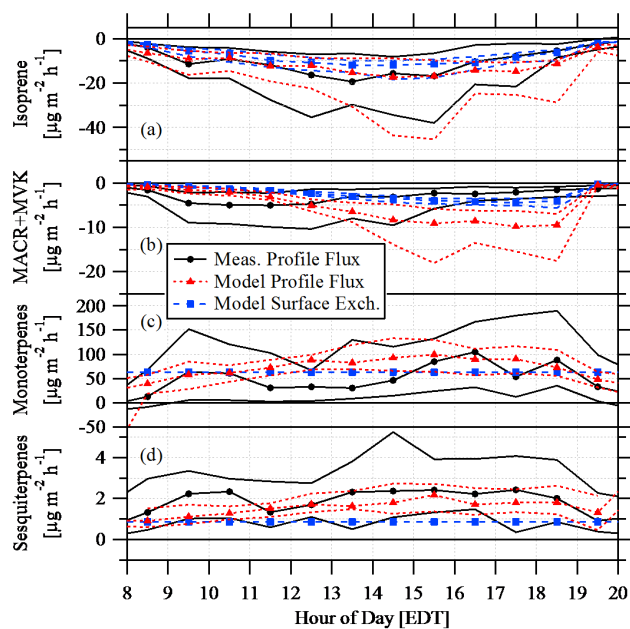 0
-20
-40
Isoprene
[µg m⁻² h⁻¹]
(a)
0
-10
-20
MACR+MVK
[µg m⁻² h⁻¹]
(b)
Meas. Profile Flux
Model Profile Flux
Model Surface Exch.
200
150
100
50
0
-50
Monoterpenes
[µg m⁻² h⁻¹]
(c)
4
2
0
Sesquiterpenes
[µg m⁻² h⁻¹]
(d)
8 9 10 11 12 13 14 15 16 17 18 19 20
Hour of Day [EDT]